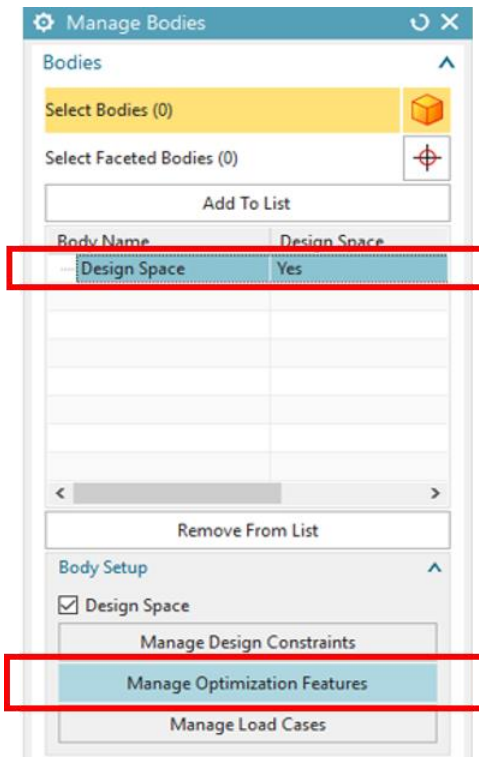 Manage Bodies
Bodies
Select Bodies (0)
Select Faceted Bodies (0)
Add To List
Body Name Design Space
Design Space Yes
Remove From List
Body Setup
Design Space
Manage Design Constraints
Manage Optimization Features
Manage Load Cases